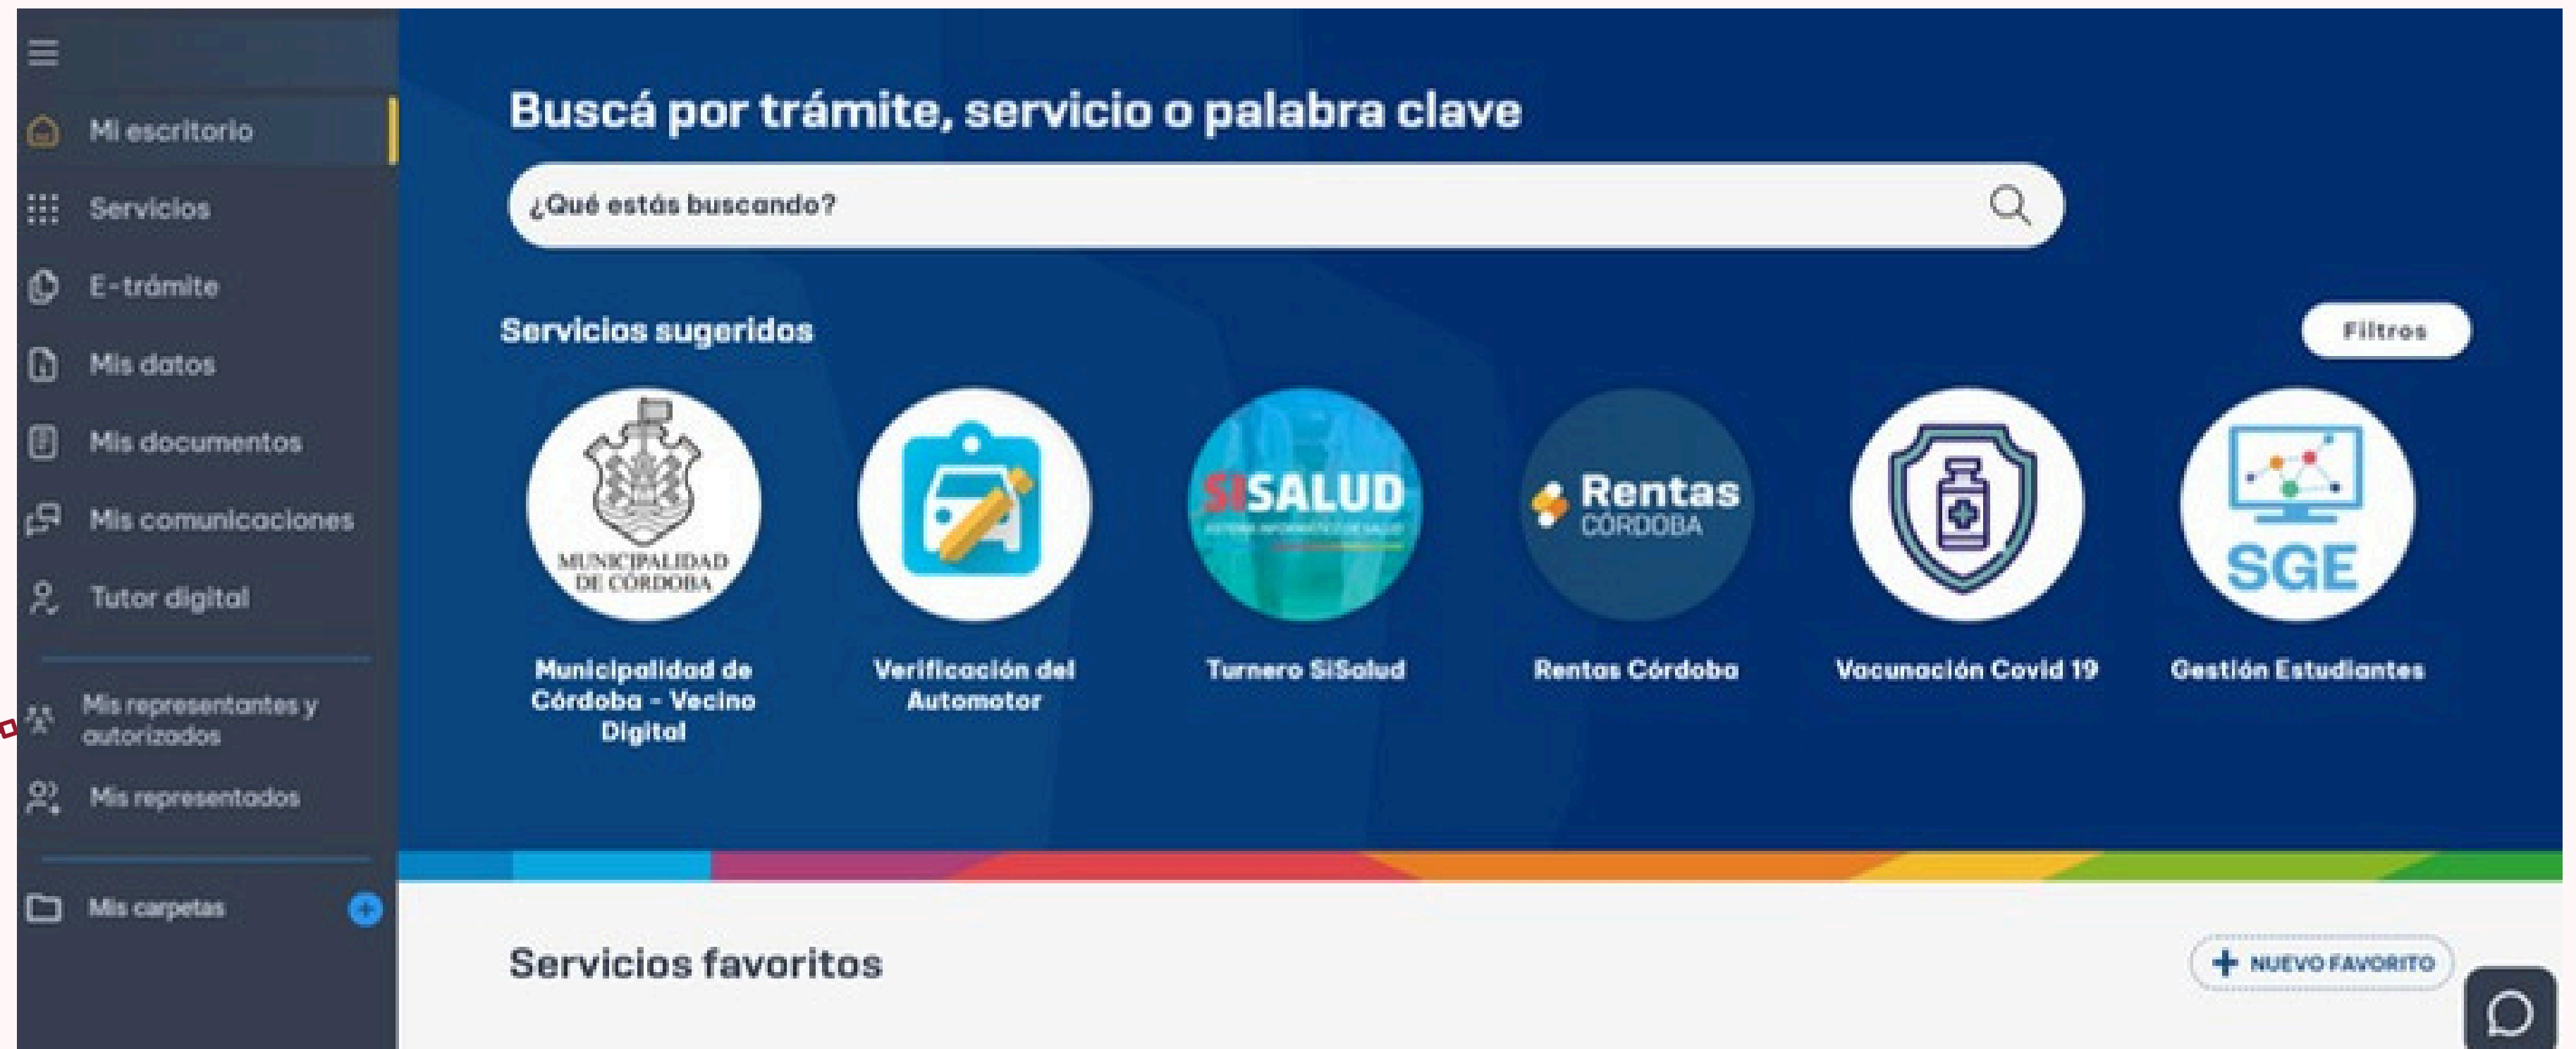 Mi escritorio
Servicios
E-trámite
Mis datos
Mis documentos
Mis comunicaciones
Tutor digital
Mis representantes y
autorizados
Mis representados
Mis carpetas
Buscá por trámite, servicio o palabra clave
¿Qué estás buscando?
Servicios sugeridos
Filtros
MUNICIPALIDAD
DE CÓRDOBA
Municipalidad de
Córdoba - Vecino
Digital
Verificación del
Automotor
SISALUD
Turnero SiSalud
Rentas
CÓRDOBA
Rentas Córdoba
Vacunación Covid 19
SGE
Gestión Estudiantes
Servicios favoritos
NUEVO FAVORITO